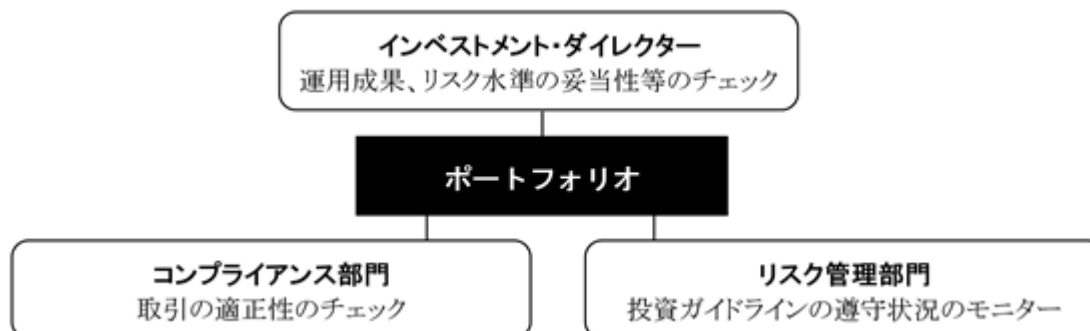 インベストメント・ダイレクター
運用成果、リスク水準の妥当性等のチェック
ポートフォリオ
コンプライアンス部門
取引の適正性のチェック
リスク管理部門
投資ガイドラインの遵守状況のモニター